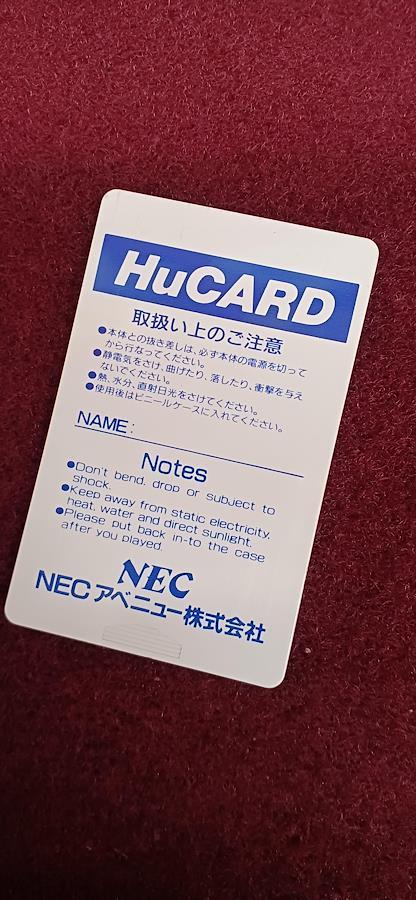 HuCARD
取扱い上のご注意
●本体との抜き差しは、必ず本体の電源を切って
から行なってください。
●静電気をさけ、曲げたり、落したり、衝撃を与え
ないでください。
●熱、水分、直射日光をさけてください。
●使用後はビニールケースに入れてください。
NAME:
Notes
●Don't bend, drop or subject to
shock.
●Keep away from static electricity,
heat, water and direct sunlight.
●Please put back in-to the case
after you played.
NEC
NECアベニュー株式会社